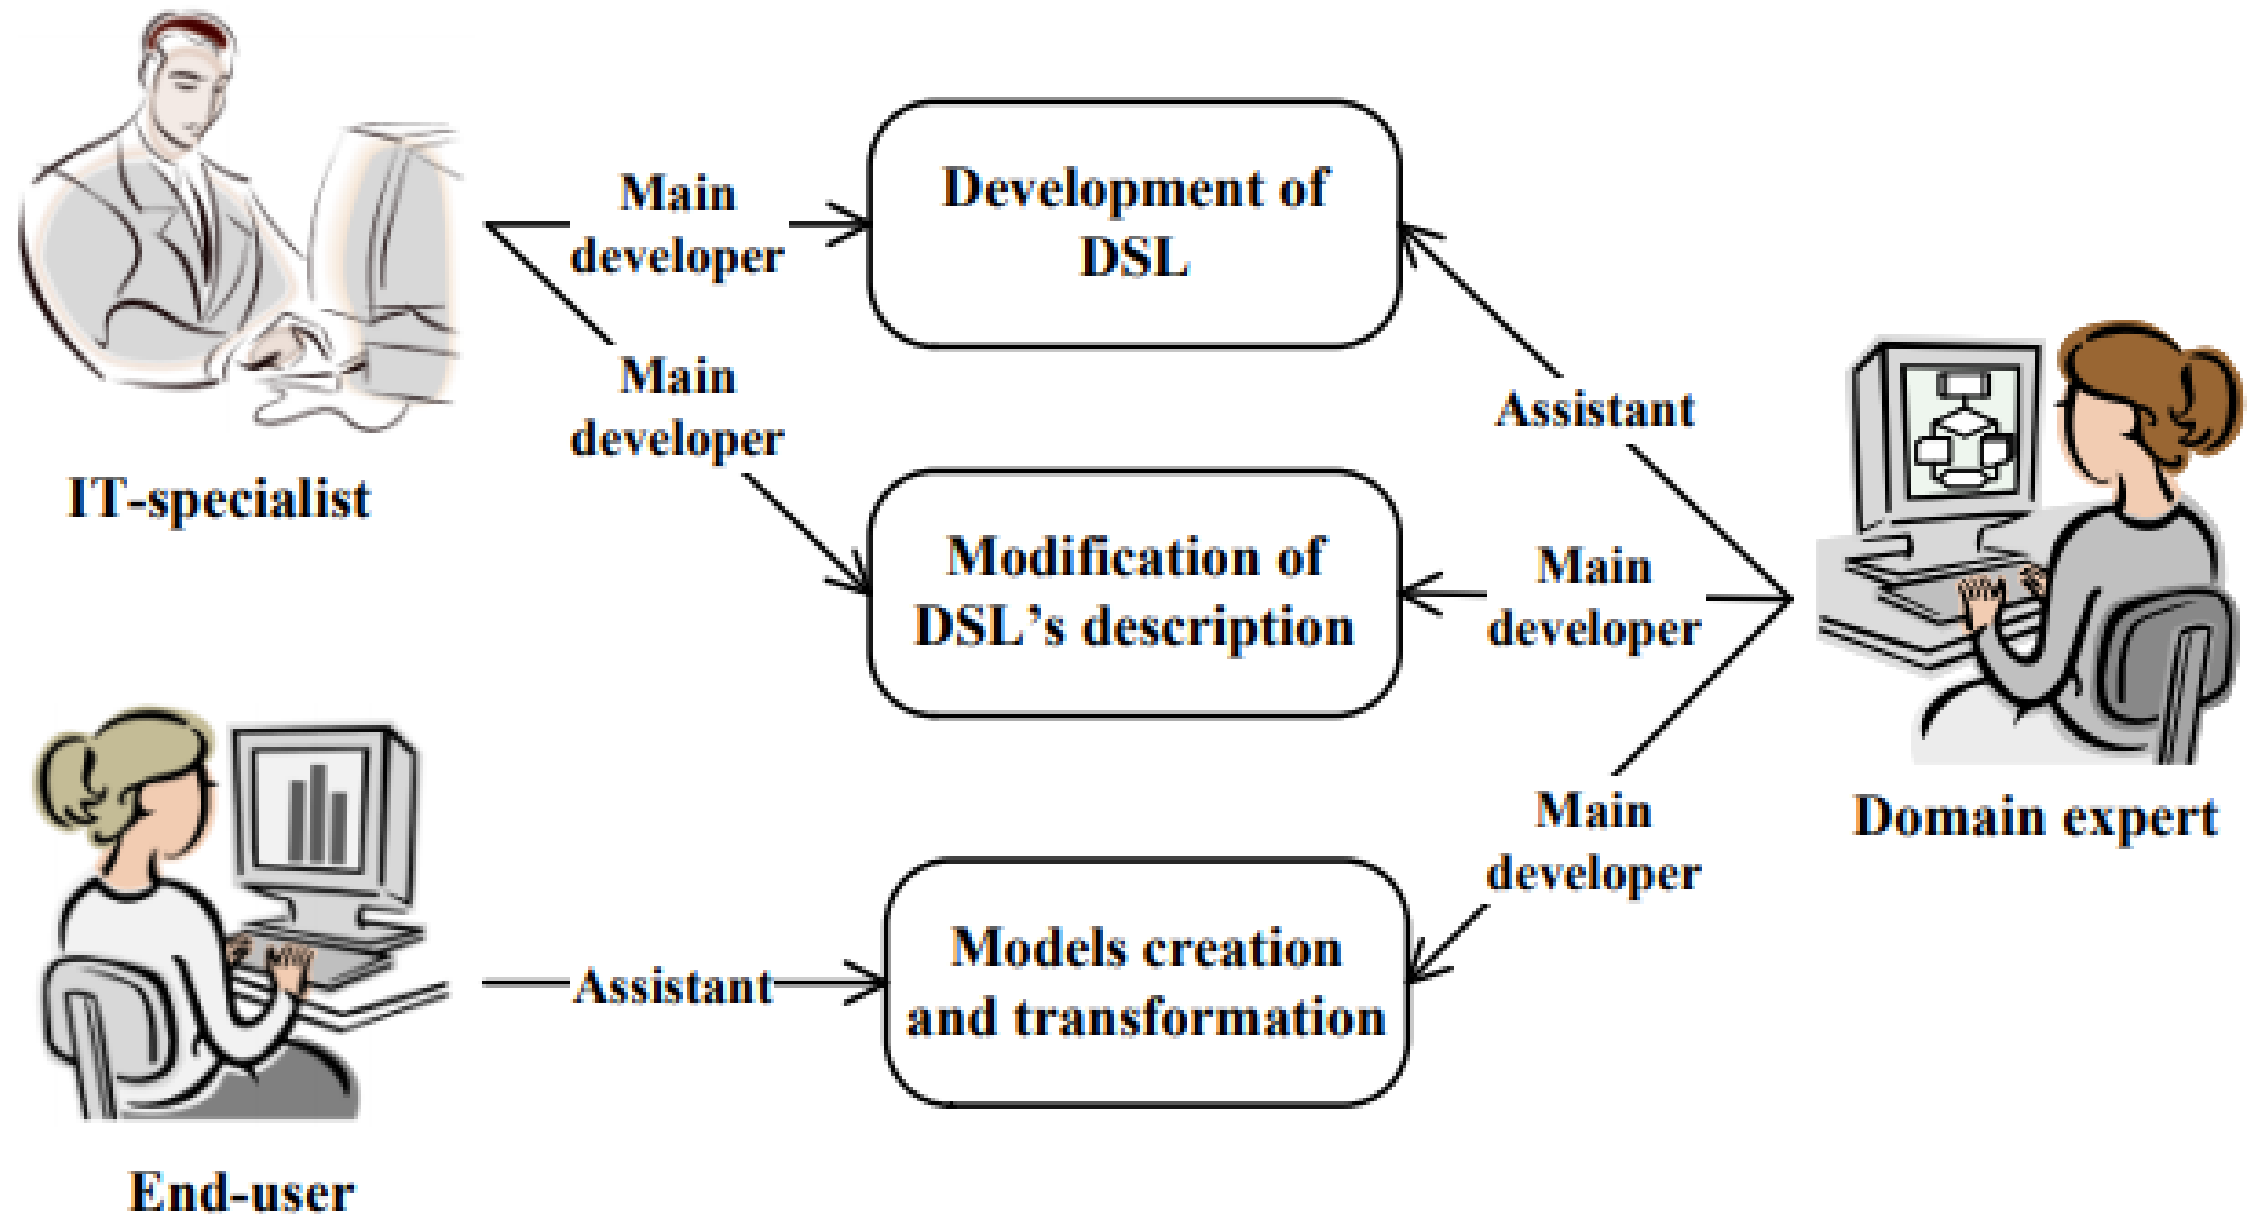 Main
developer
Development of
DSL
Main
developer
Assistant
IT-specialist
Modification of
DSL’s description
Main
developer
Main
developer
Domain expert
Assistant
Models creation
and transformation
End-user